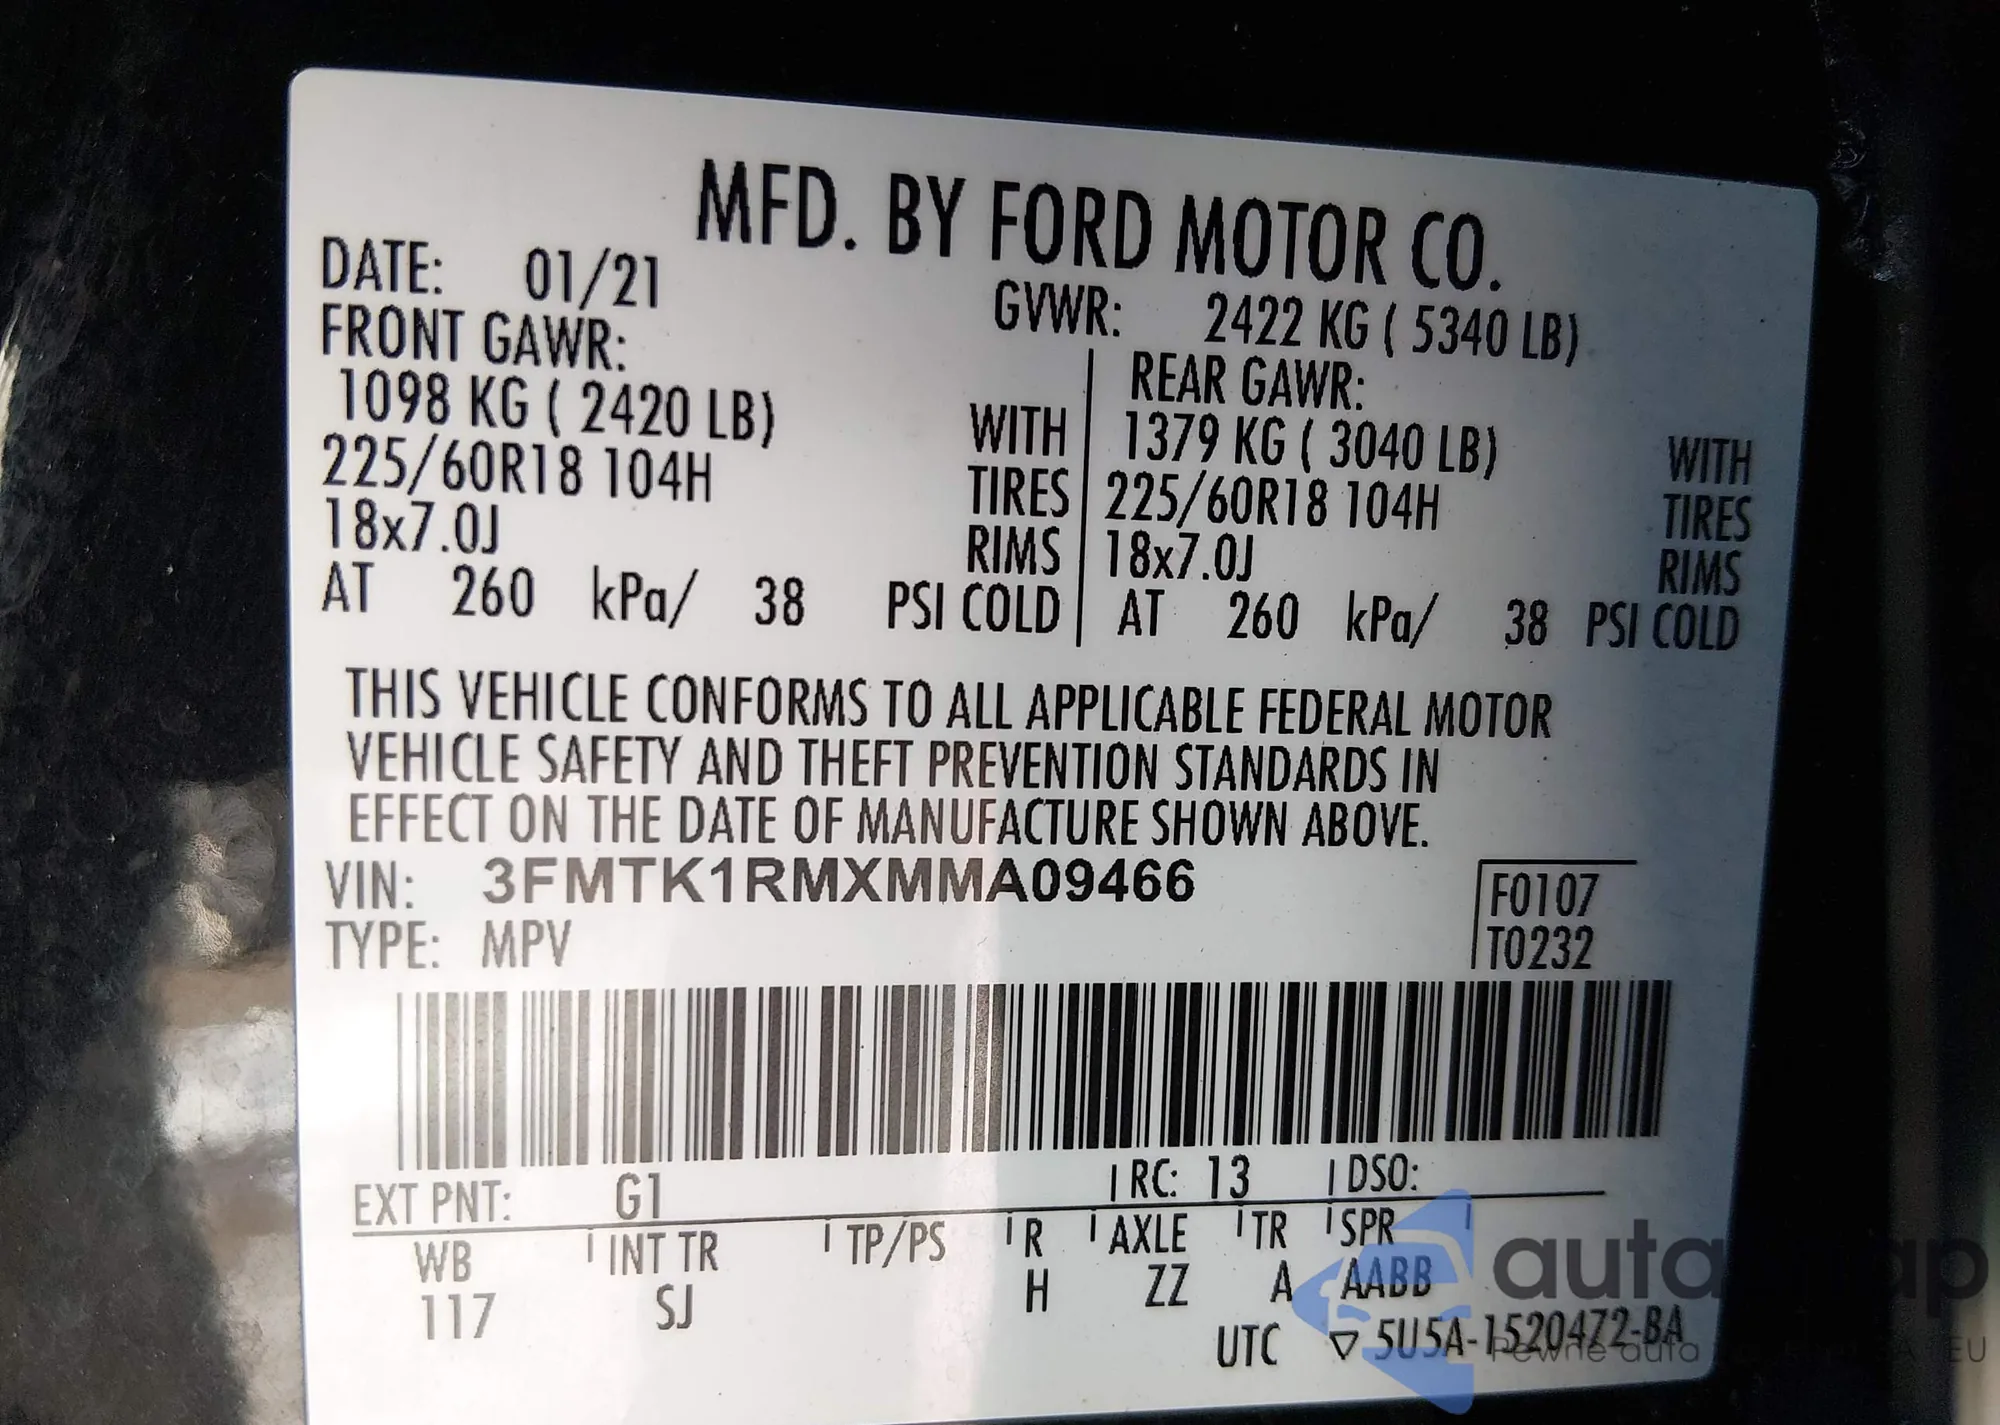 MFD. BY FORD MOTOR CO.
DATE: 01/21
GVWR: 2422 KG ( 5340 LB)
FRONT GAWR:
1098 KG ( 2420 LB) WITH
225/60R18 104H TIRES
18x7.0J RIMS
AT 260 kPa/ 38 PSI COLD
REAR GAWR:
1379 KG ( 3040 LB) WITH
225/60R18 104H TIRES
18x7.0J RIMS
AT 260 kPa/ 38 PSI COLD
THIS VEHICLE CONFORMS TO ALL APPLICABLE FEDERAL MOTOR
VEHICLE SAFETY AND THEFT PREVENTION STANDARDS IN
EFFECT ON THE DATE OF MANUFACTURE SHOWN ABOVE.
VIN: 3FMTK1RMXMMA09466
TYPE: MPV
F0107
T0232
EXT PNT: G1 RC: 13 DSO:
WB INT TR TP/PS R AXLE TR SPR
117 SJ H ZZ A AABB
UTC ▽ 5U5A-1520472-BA
Pewne auta EU